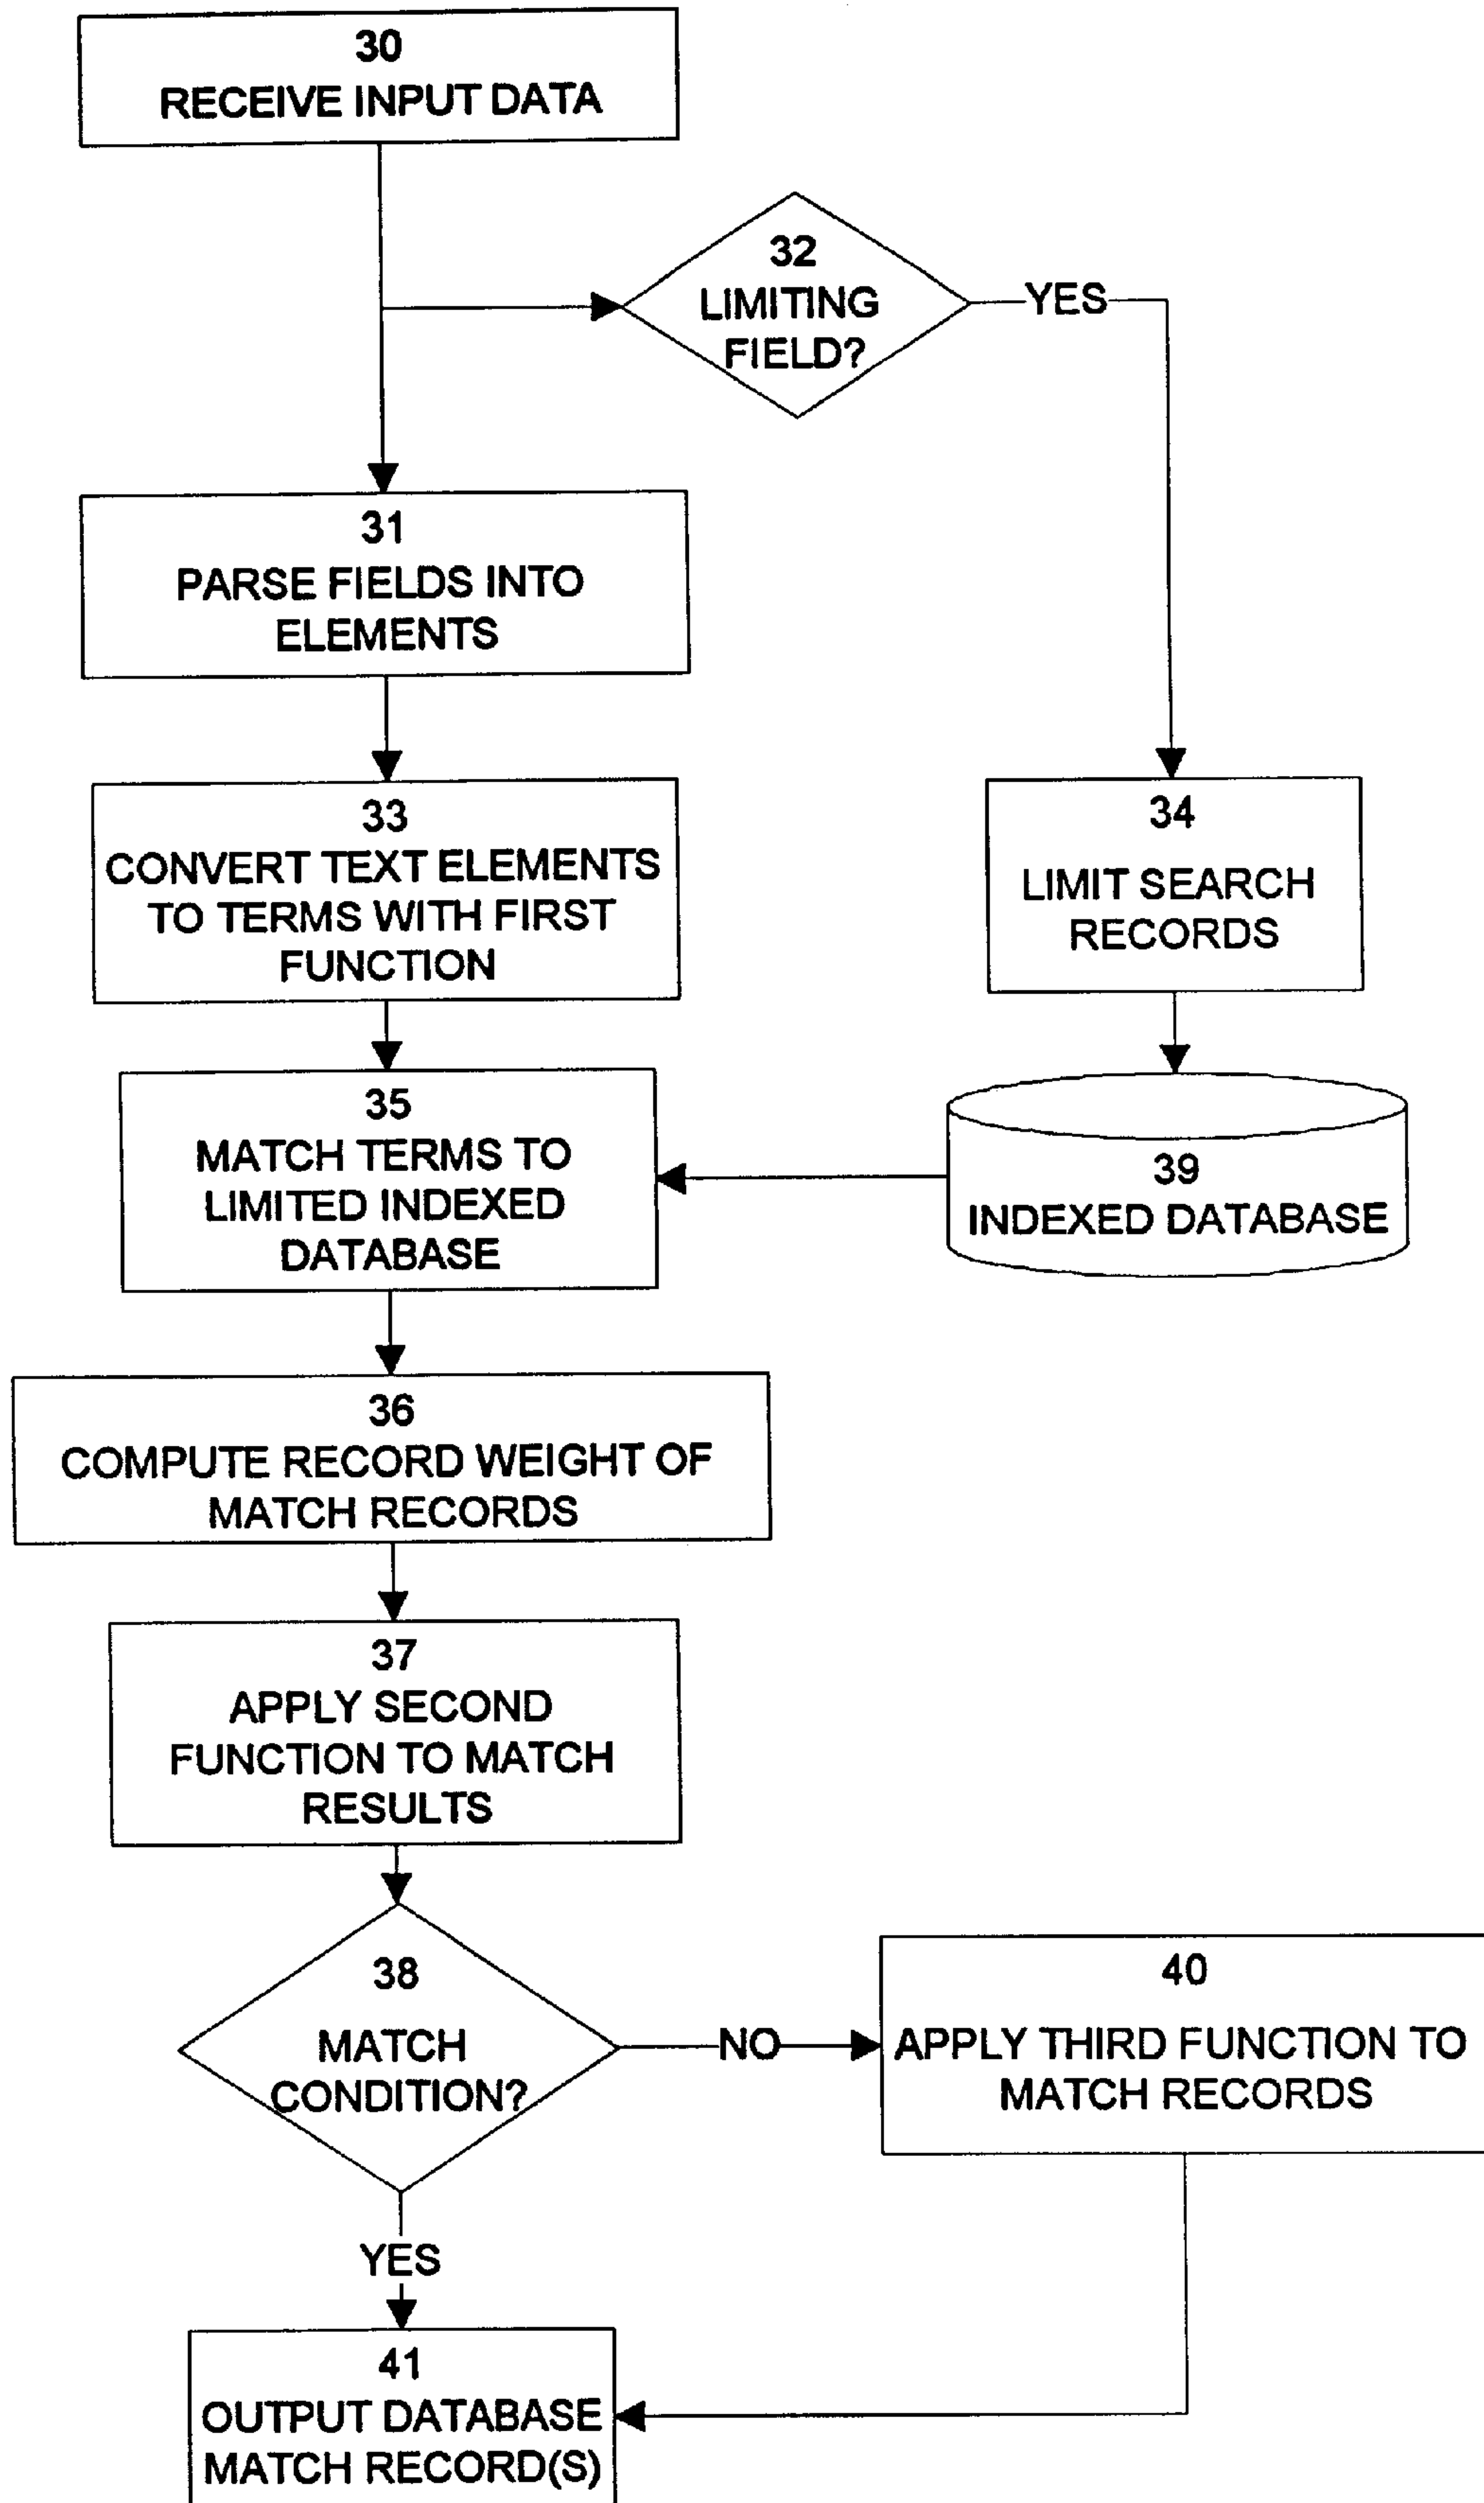 30
RECEIVE INPUT DATA
32
LIMITING
FIELD?
YES
31
PARSE FIELDS INTO
ELEMENTS
33
CONVERT TEXT ELEMENTS
TO TERMS WITH FIRST
FUNCTION
34
LIMIT SEARCH
RECORDS
35
MATCH TERMS TO
LIMITED INDEXED
DATABASE
39
INDEXED DATABASE
36
COMPUTE RECORD WEIGHT OF
MATCH RECORDS
37
APPLY SECOND
FUNCTION TO MATCH
RESULTS
38
MATCH
CONDITION?
NO
40
APPLY THIRD FUNCTION TO
MATCH RECORDS
YES
41
OUTPUT DATABASE
MATCH RECORD(S)